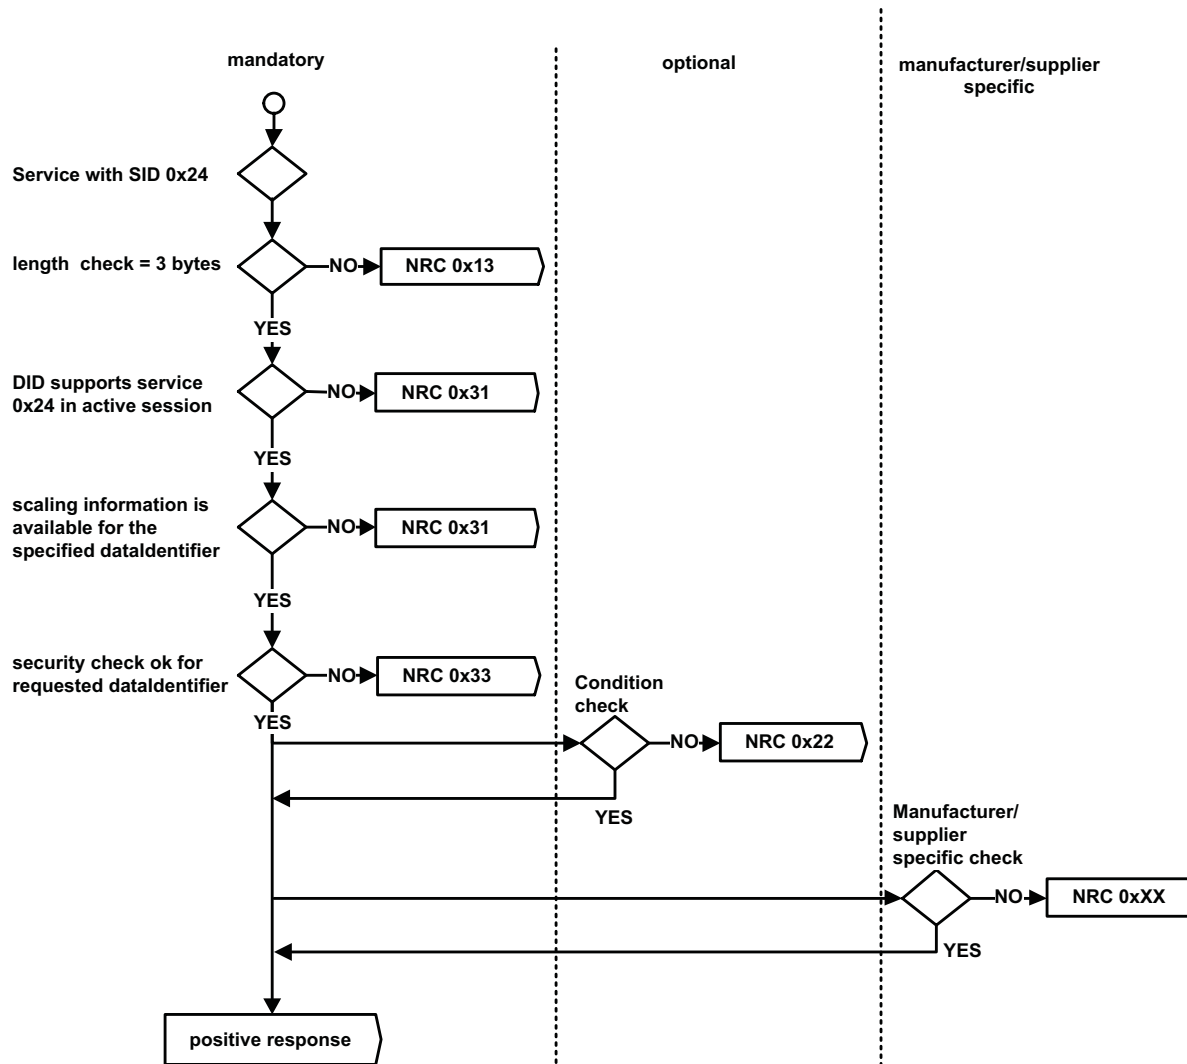 mandatory
optional
manufacturer/supplier
specific
Service with SID 0x24
length check = 3 bytes
NO
NRC 0x13
YES
DID supports service
0x24 in active session
NO
NRC 0x31
YES
scaling information is
available for the
specified dataIdentifier
NO
NRC 0x31
YES
security check ok for
requested dataIdentifier
NO
NRC 0x33
YES
Condition
check
NO
NRC 0x22
YES
Manufacturer/
supplier
specific check
NO
NRC 0xXX
YES
positive response